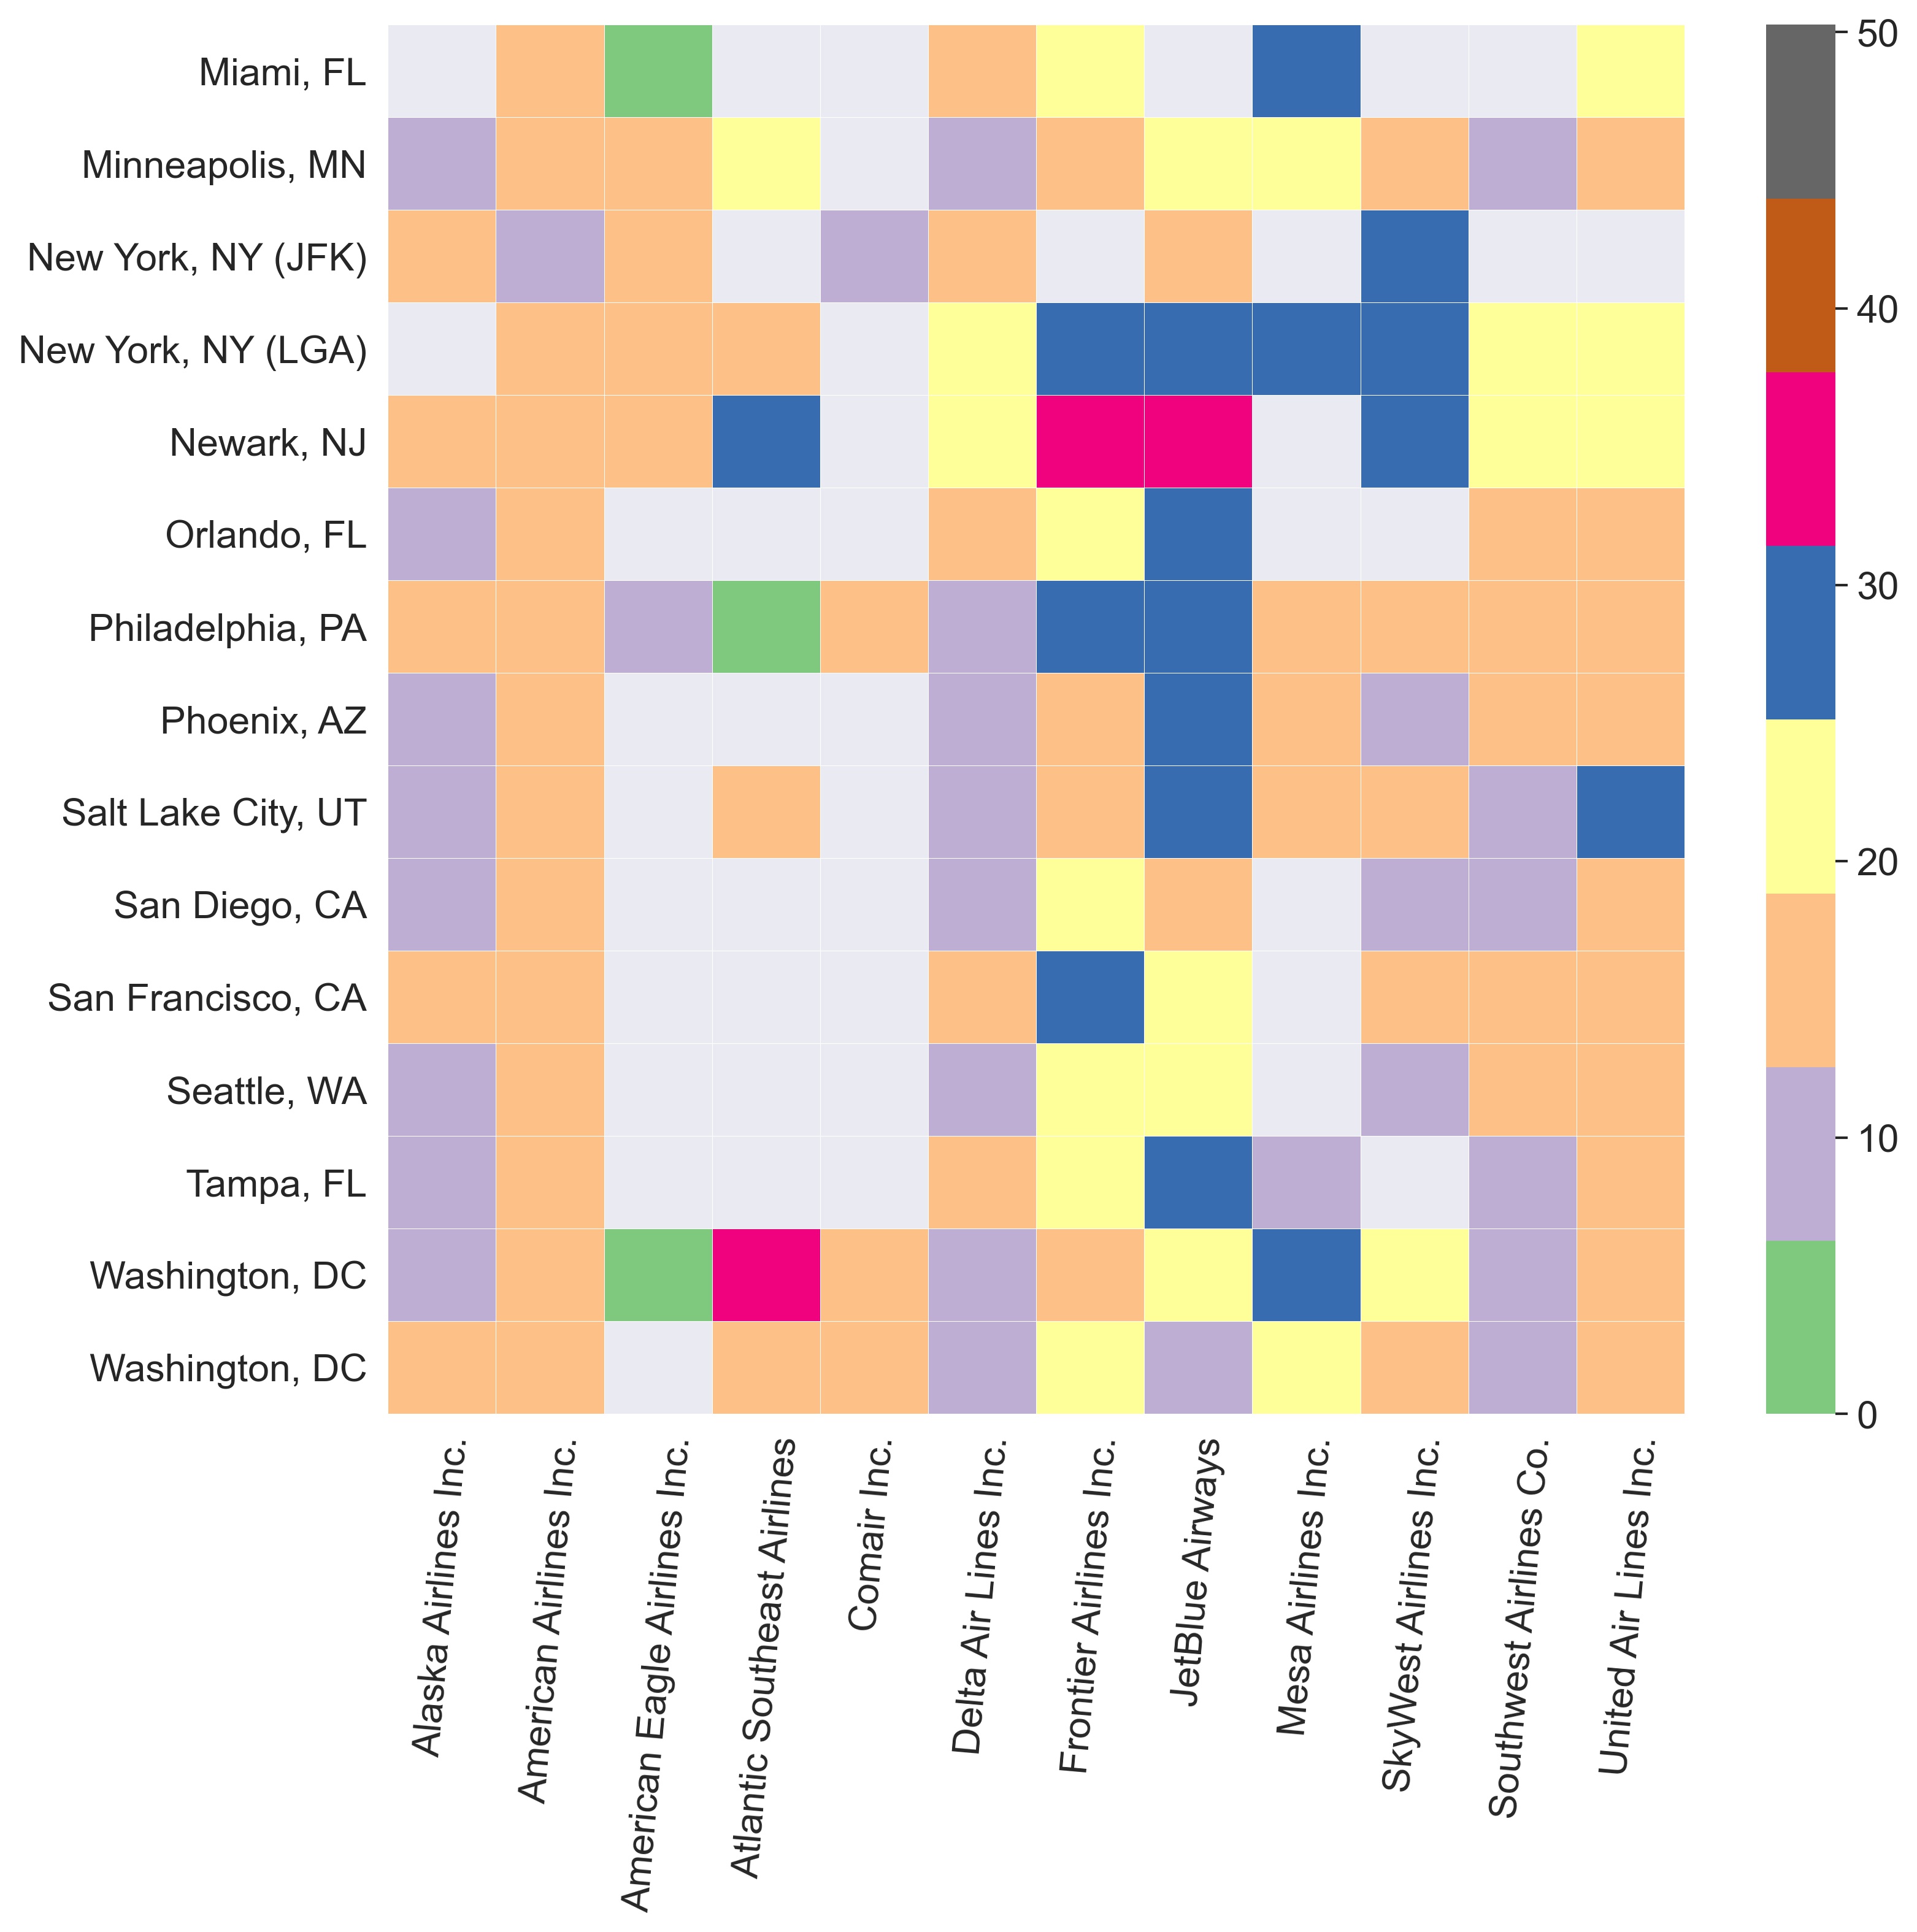 Miami, FL
Minneapolis, MN
New York, NY (JFK)
New York, NY (LGA)
Newark, NJ
Orlando, FL
Philadelphia, PA
Phoenix, AZ
Salt Lake City, UT
San Diego, CA
San Francisco, CA
Seattle, WA
Tampa, FL
Washington, DC
Washington, DC
Alaska Airlines Inc.
American Airlines Inc.
American Eagle Airlines Inc.
Atlantic Southeast Airlines
Comair Inc.
Delta Air Lines Inc.
Frontier Airlines Inc.
JetBlue Airways
Mesa Airlines Inc.
SkyWest Airlines Inc.
Southwest Airlines Co.
United Air Lines Inc.
50
40
30
20
10
0